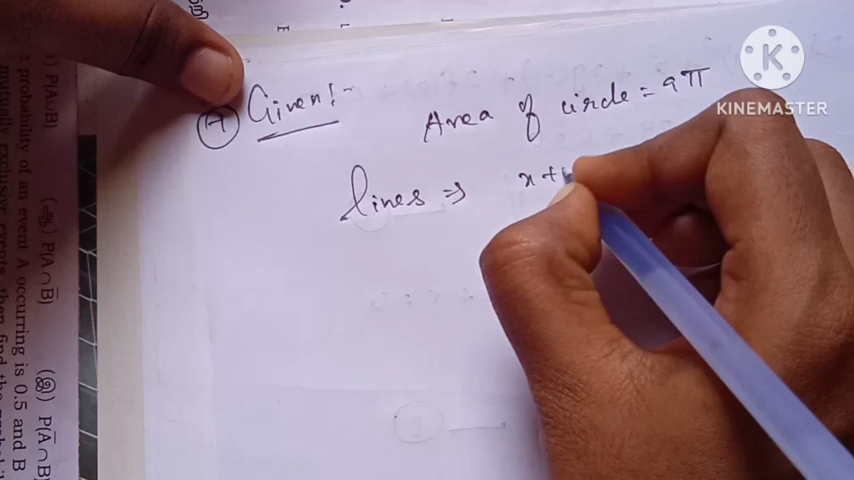 KINEMASTER
7 Given:-
Area of circle = 9π
lines ⇒ x +
P(A∪B)
(ஆ) P(A∩B̅)
(இ) P(A̅∩B)
probability of an event A occurring is 0.5 and B
mutually exclusive events, then find the